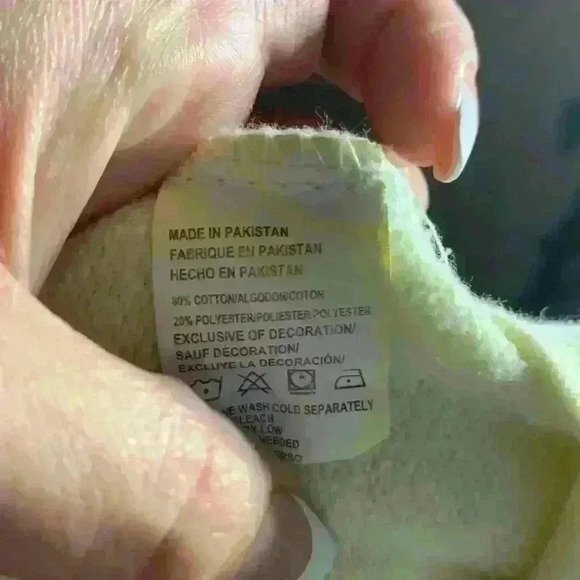 MADE IN PAKISTAN
FABRIQUE EN PAKISTAN
HECHO EN PAKISTAN
80% COTTON/ALGODON/COTON
20% POLYESTER/POLIESTER/POLYESTER
EXCLUSIVE OF DECORATION/
SAUF DECORATION/
EXCLUYE LA DECORACIÓN/
WASH COLD SEPARATELY
BLEACH
LOW
NEEDED